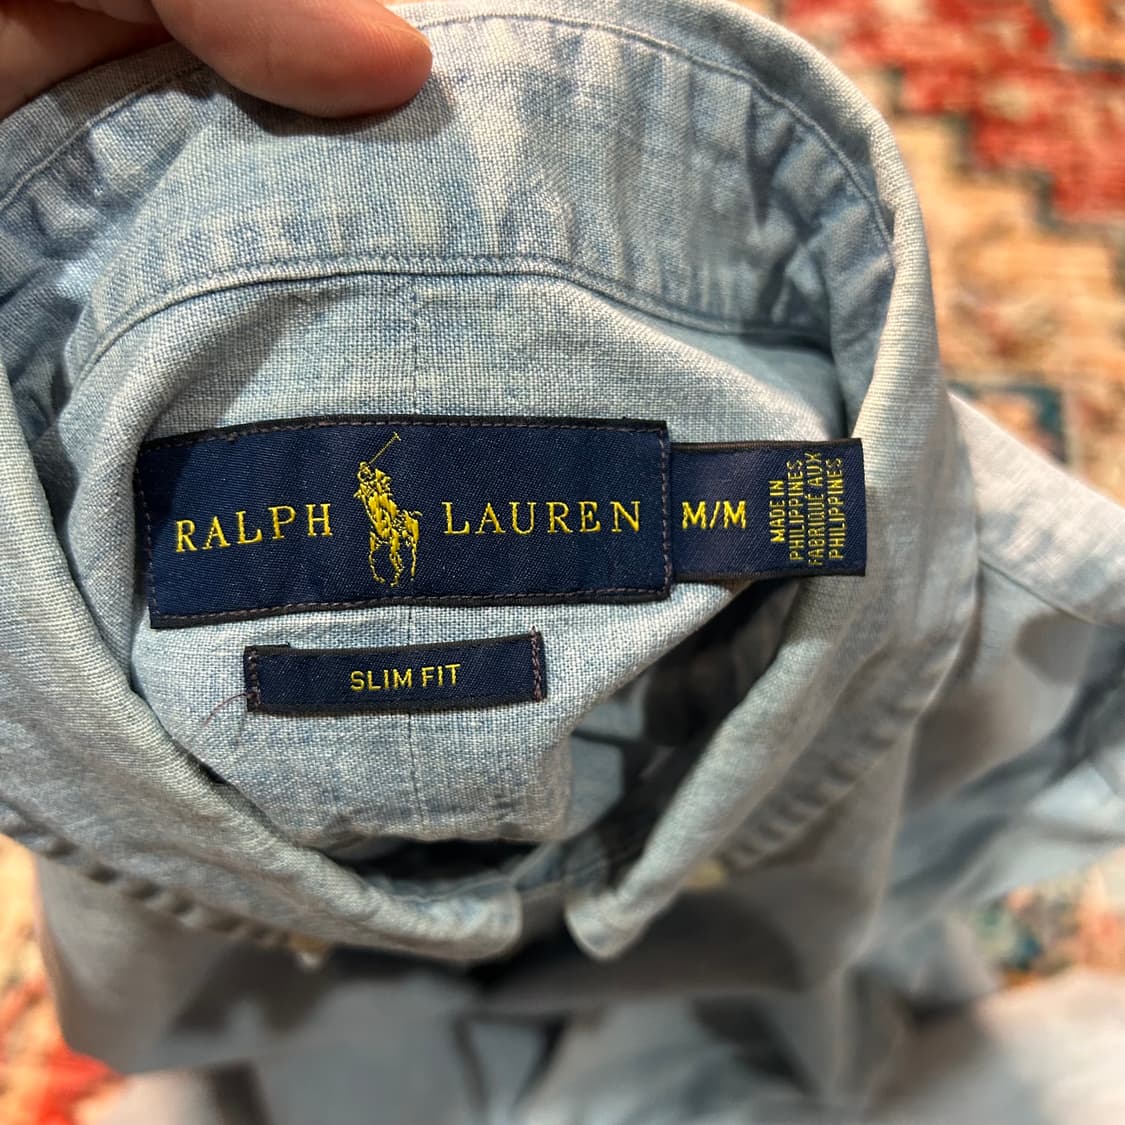 RALPH LAUREN
M/M
MADE IN
PHILIPPINES
FABRIQUÉ AUX
PHILIPPINES
SLIM FIT